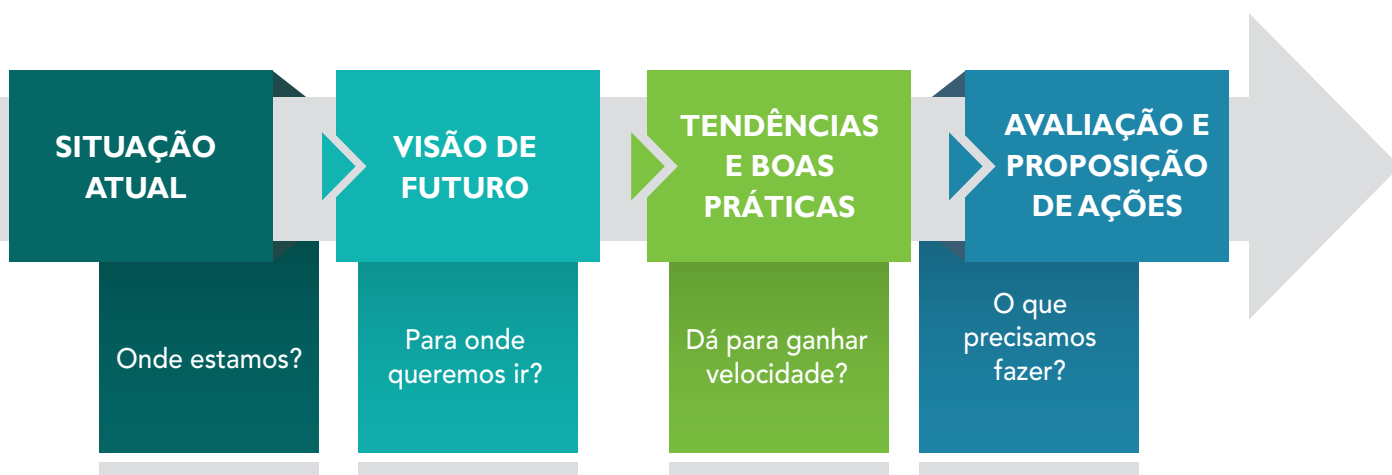 SITUAÇÃO
ATUAL
Onde estamos?
VISÃO DE
FUTURO
Para onde
queremos ir?
TENDÊNCIAS
E BOAS
PRÁTICAS
Dá para ganhar
velocidade?
AVALIAÇÃO E
PROPOSIÇÃO
DE AÇÕES
O que
precisamos
fazer?